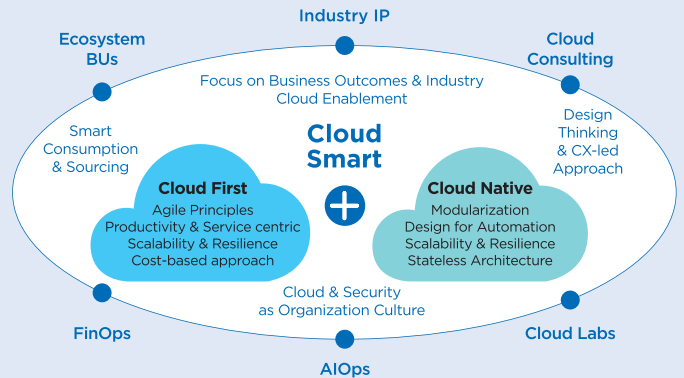 Industry IP
Ecosystem
BUs
Cloud
Consulting
Focus on Business Outcomes & Industry
Cloud Enablement
Smart
Consumption
& Sourcing
Cloud
Smart
Design
Thinking
& CX-led
Approach
Cloud First
Agile Principles
Productivity & Service centric
Scalability & Resilience
Cost-based approach
Cloud Native
Modularization
Design for Automation
Scalability & Resilience
Stateless Architecture
Cloud & Security
as Organization Culture
FinOps
Cloud Labs
AIOps